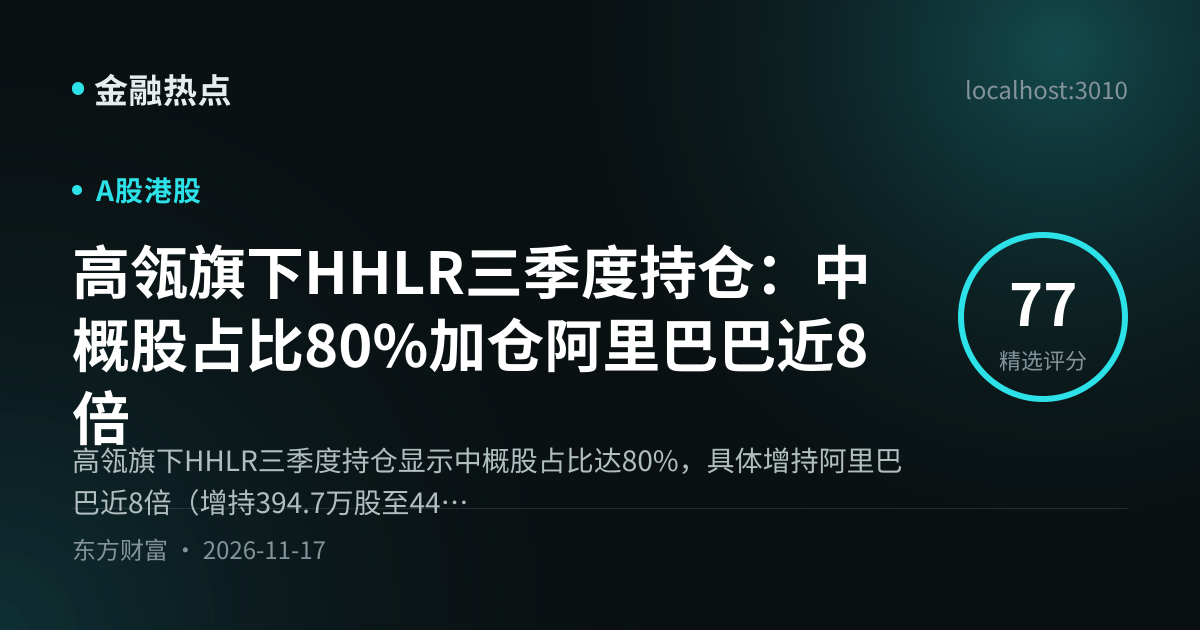 金融热点
localhost:3010
A股港股
高瓴旗下HHLR三季度持仓：中
概股占比80%加仓阿里巴巴近8
倍
77
精选评分
高瓴旗下HHLR三季度持仓显示中概股占比达80%，具体增持阿里巴
巴近8倍（增持394.7万股至44…
东方财富 · 2026-11-17